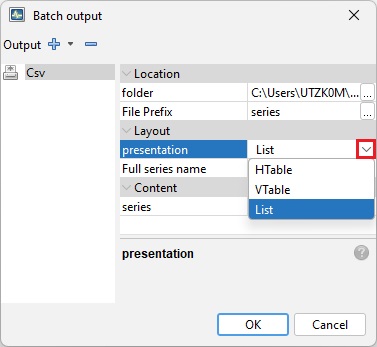 Batch output
Output
Csv
Location
folder C:\Users\UTZK0M\... ...
File Prefix series ...
Layout
presentation List
Full series name
HTable
VTable
List
Content
series
presentation
?
OK Cancel